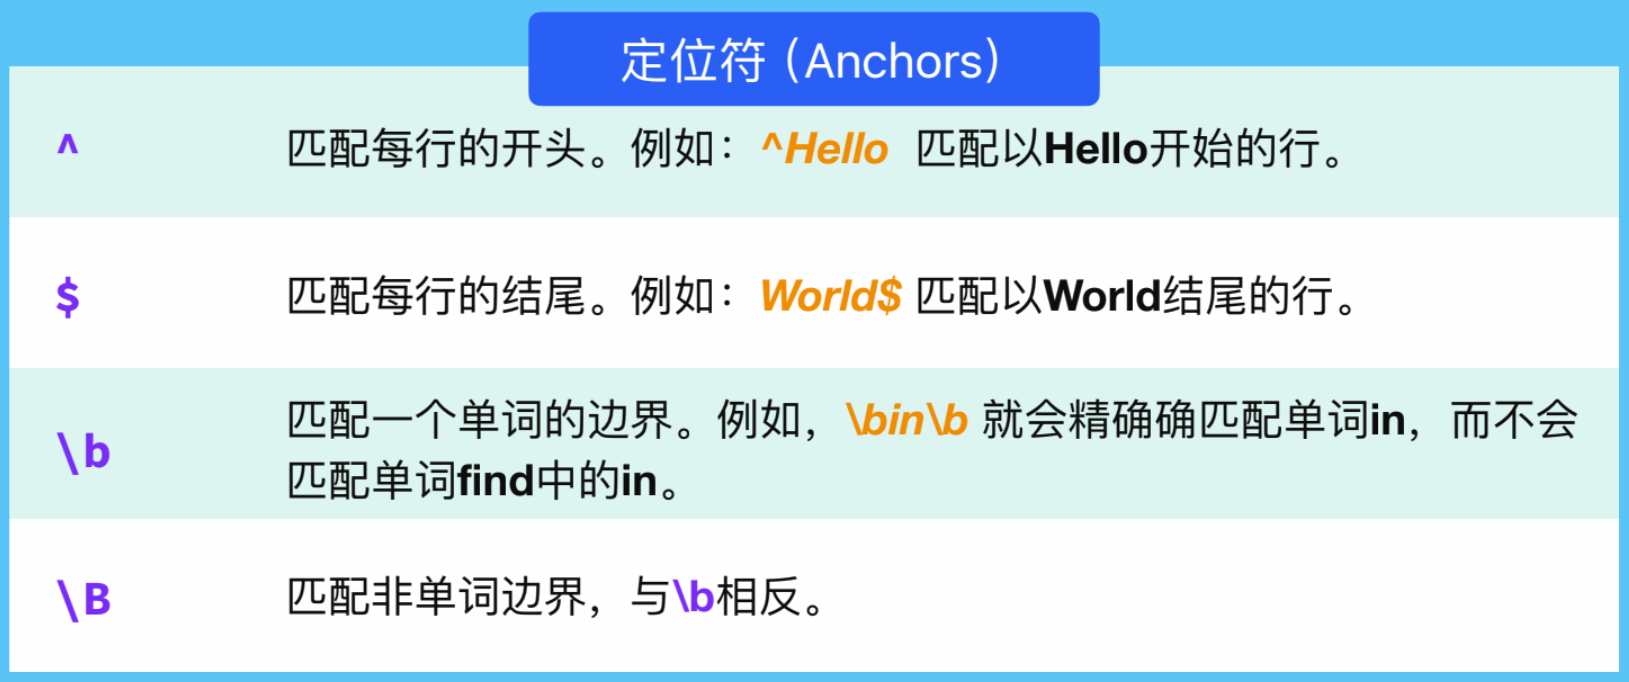 定位符（Anchors）
^ 匹配每行的开头。例如：^Hello 匹配以Hello开始的行。
$ 匹配每行的结尾。例如：World$ 匹配以World结尾的行。
\b 匹配一个单词的边界。例如，\bin\b 就会精确确匹配单词in，而不会
匹配单词find中的in。
\B 匹配非单词边界，与\b相反。